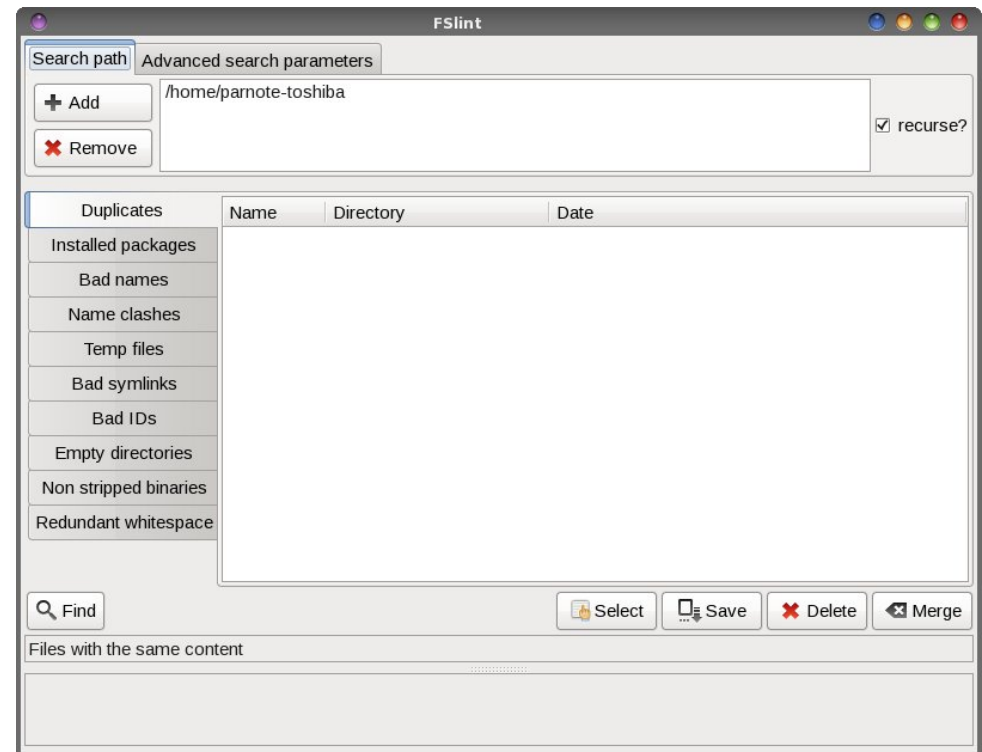 FSlint
Search path Advanced search parameters
Add
/home/parnote-toshiba
recurse?
Remove
Duplicates
Name Directory Date
Installed packages
Bad names
Name clashes
Temp files
Bad symlinks
Bad IDs
Empty directories
Non stripped binaries
Redundant whitespace
Find Select Save Delete Merge
Files with the same content